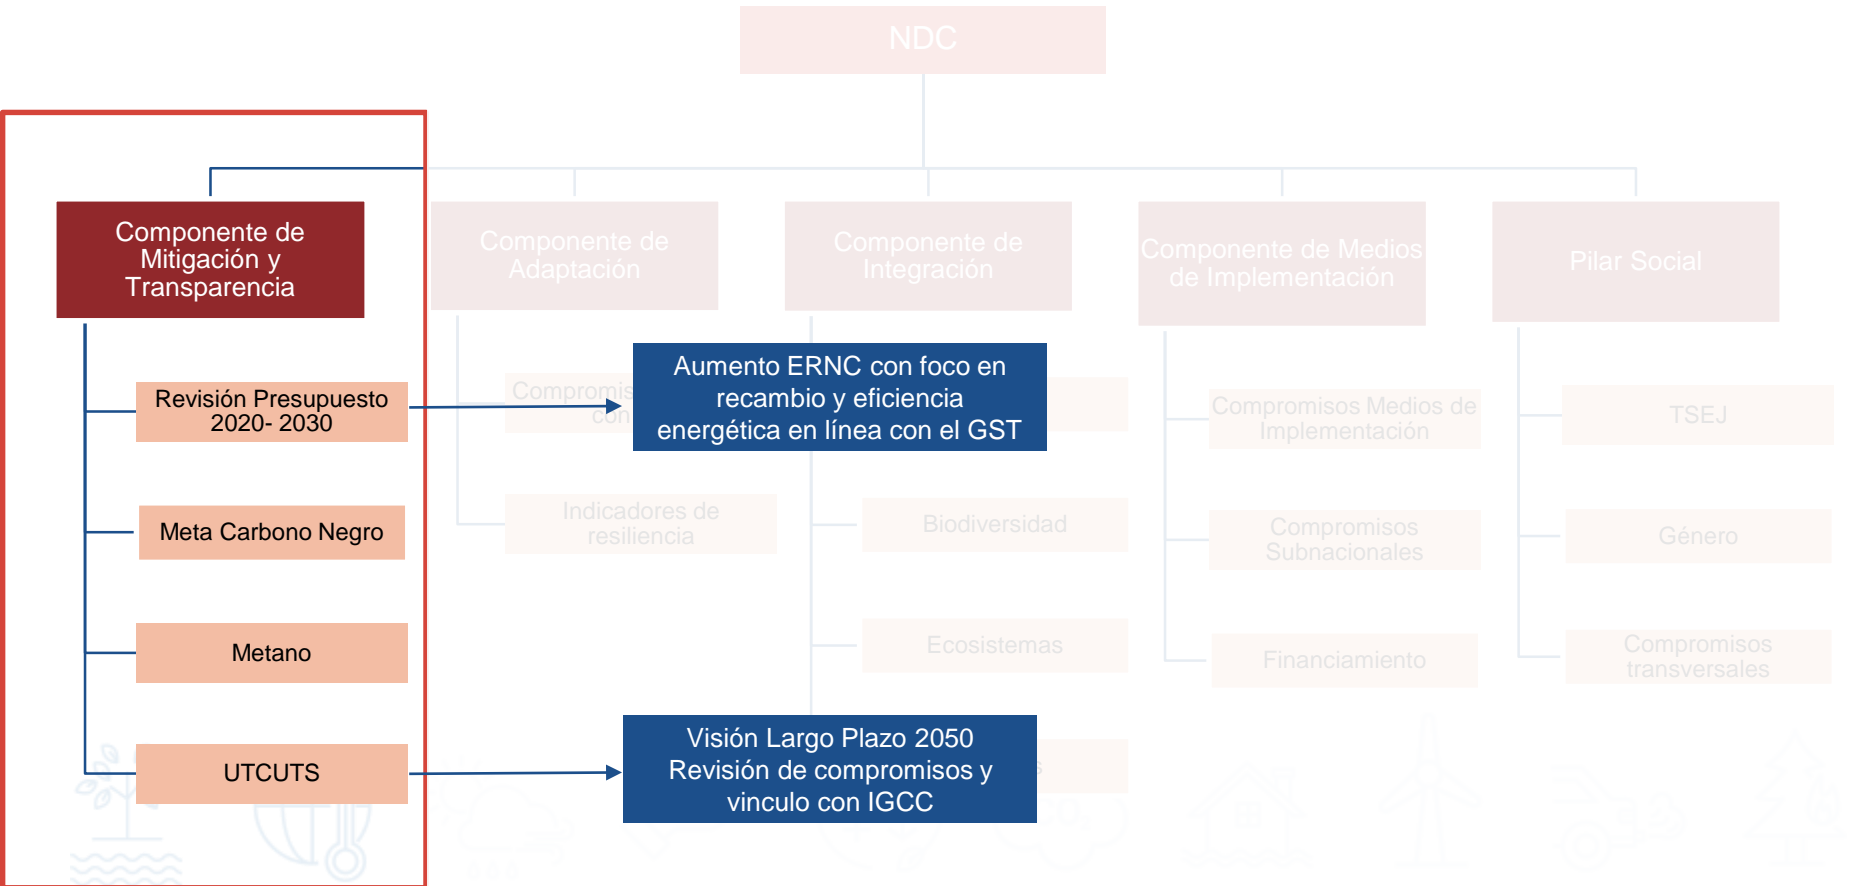 NDC
Componente de
Mitigación y
Transparencia
Componente de
Adaptación
Componente de
Integración
Componente de Medios
de Implementación
Pilar Social
Revisión Presupuesto
2020- 2030
Meta Carbono Negro
Metano
UTCUTS
con
Indicadores de
resiliencia
Aumento ERNC con foco en
recambio y eficiencia
energética en línea con el GST
Biodiversidad
Ecosistemas
Visión Largo Plazo 2050
Revisión de compromisos y
vinculo con IGCC
Compromisos Medios de
Implementación
Compromisos
Subnacionales
Financiamiento
TSEJ
Género
Compromisos
transversales